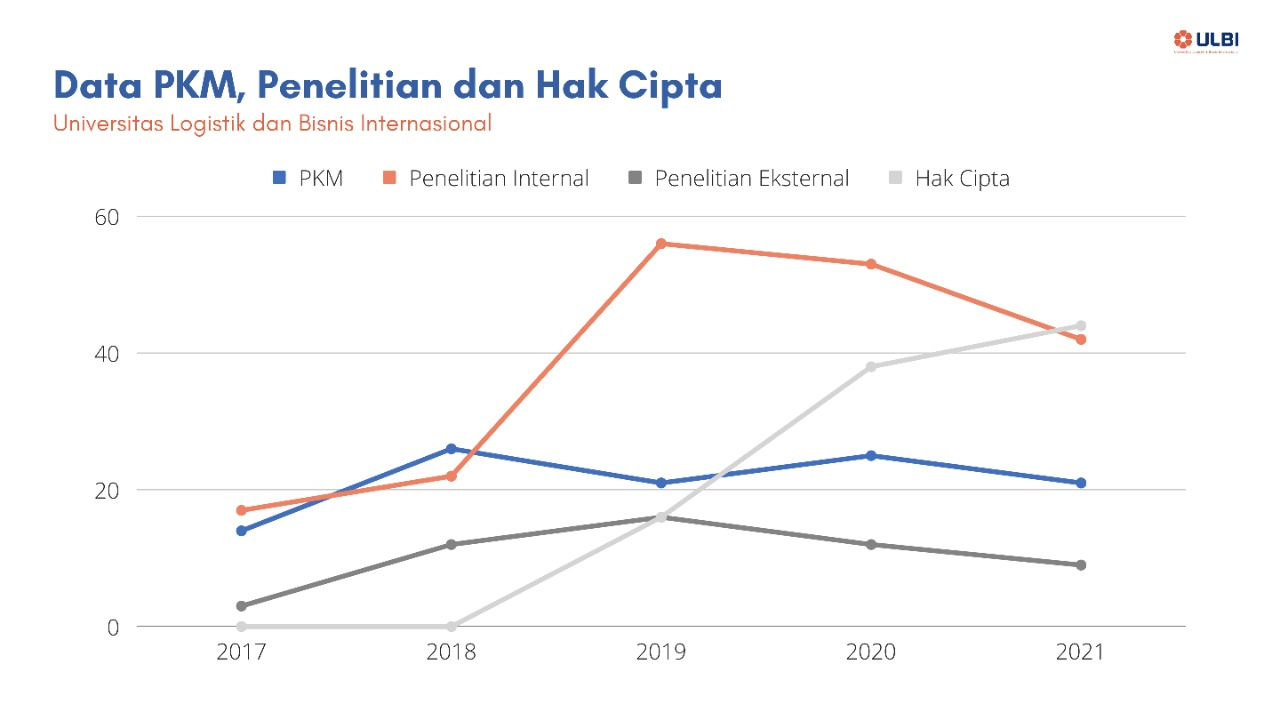 ULBI
Data PKM, Penelitian dan Hak Cipta
Universitas Logistik dan Bisnis Internasional
PKM Penelitian Internal Penelitian Eksternal Hak Cipta
60
40
20
0
2017 2018 2019 2020 2021